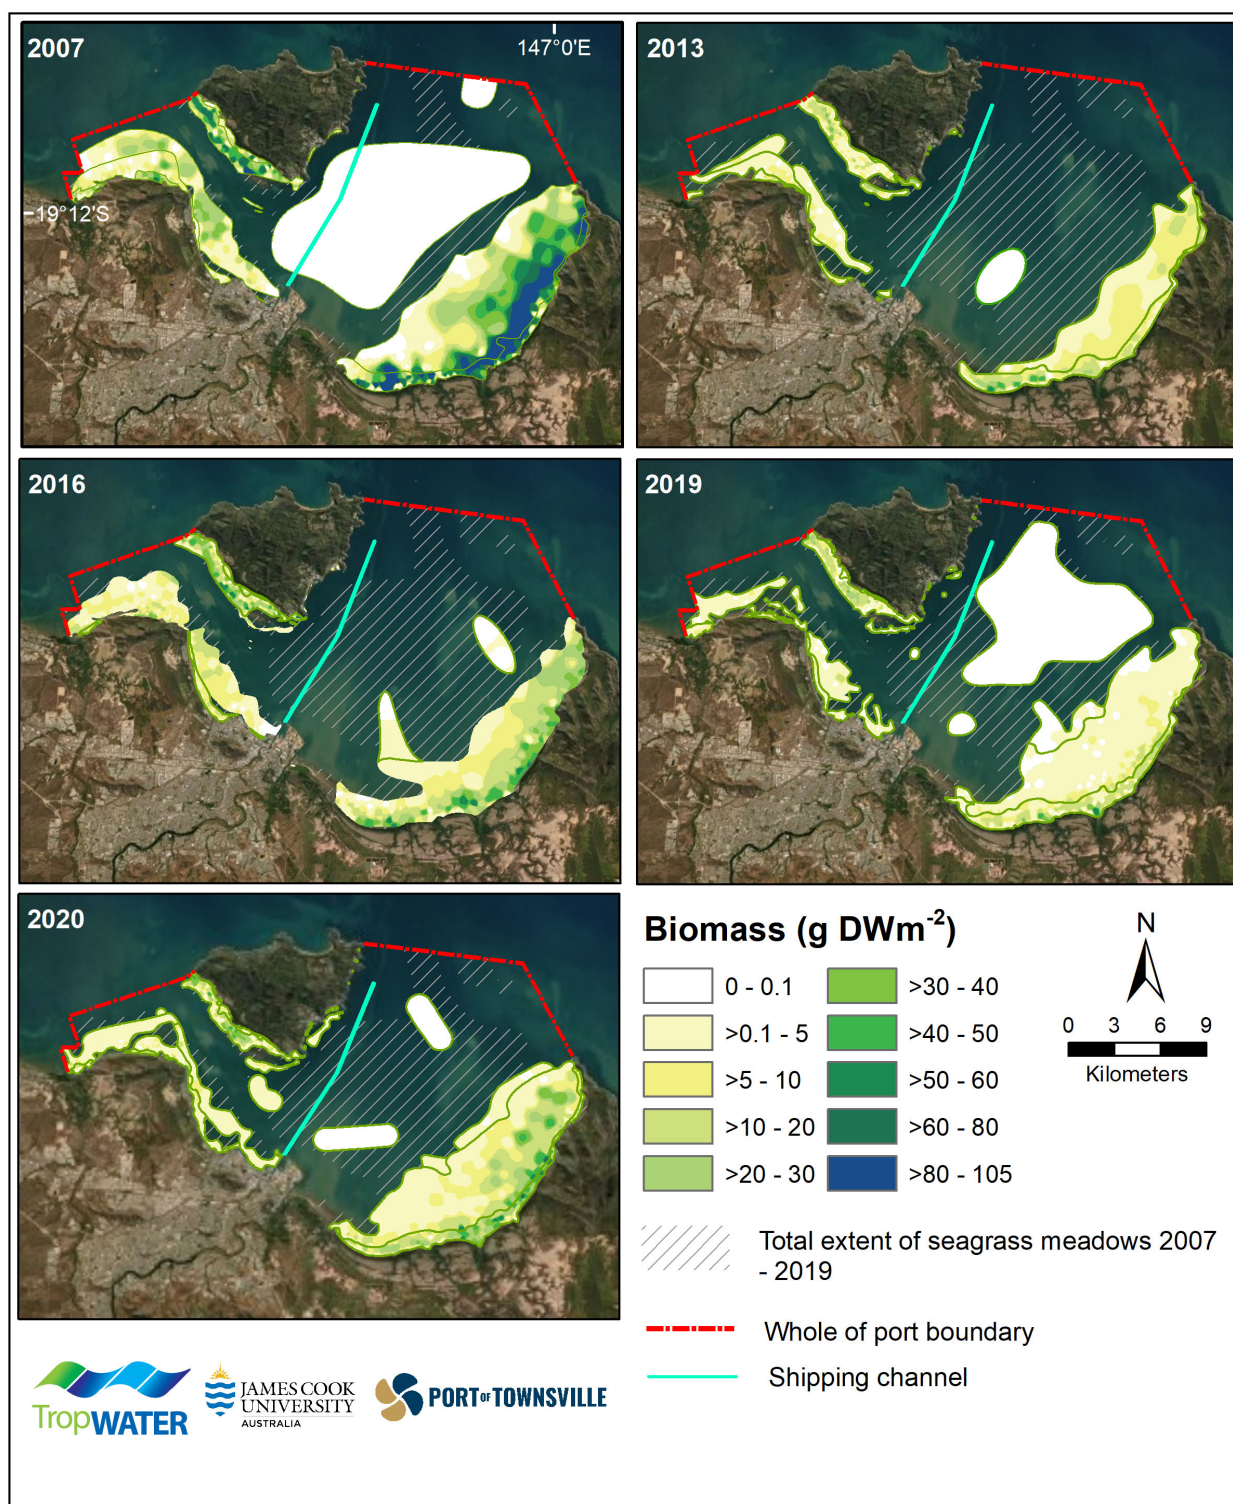 2007
147°0'E
19°12'S
2013
2016
2019
2020
Biomass (g DWm⁻²)
0 - 0.1
>30 - 40
>0.1 - 5
>40 - 50
>5 - 10
>50 - 60
>10 - 20
>60 - 80
>20 - 30
>80 - 105
N
0 3 6 9
Kilometers
Total extent of seagrass meadows 2007
- 2019
Whole of port boundary
Shipping channel
TropWATER
JAMES COOK
UNIVERSITY
AUSTRALIA
PORT OF TOWNSVILLE